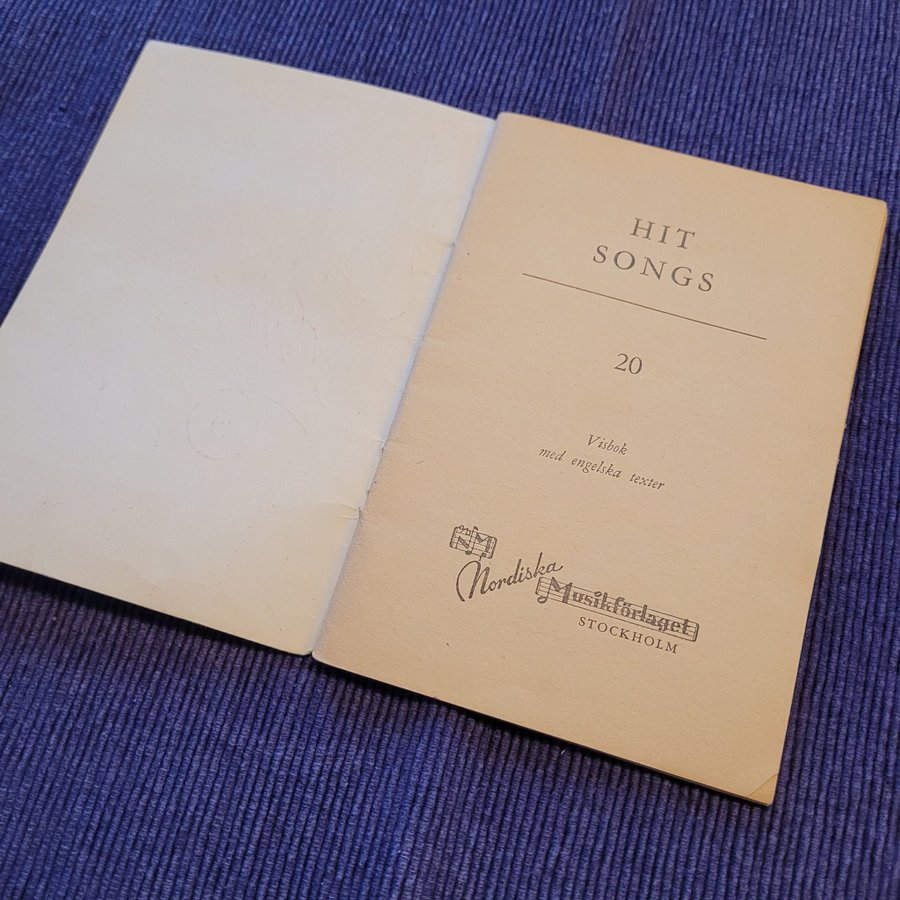 HIT
SONGS
20
Visbok
med engelska texter
NM
Nordiska
Musikförlaget
STOCKHOLM